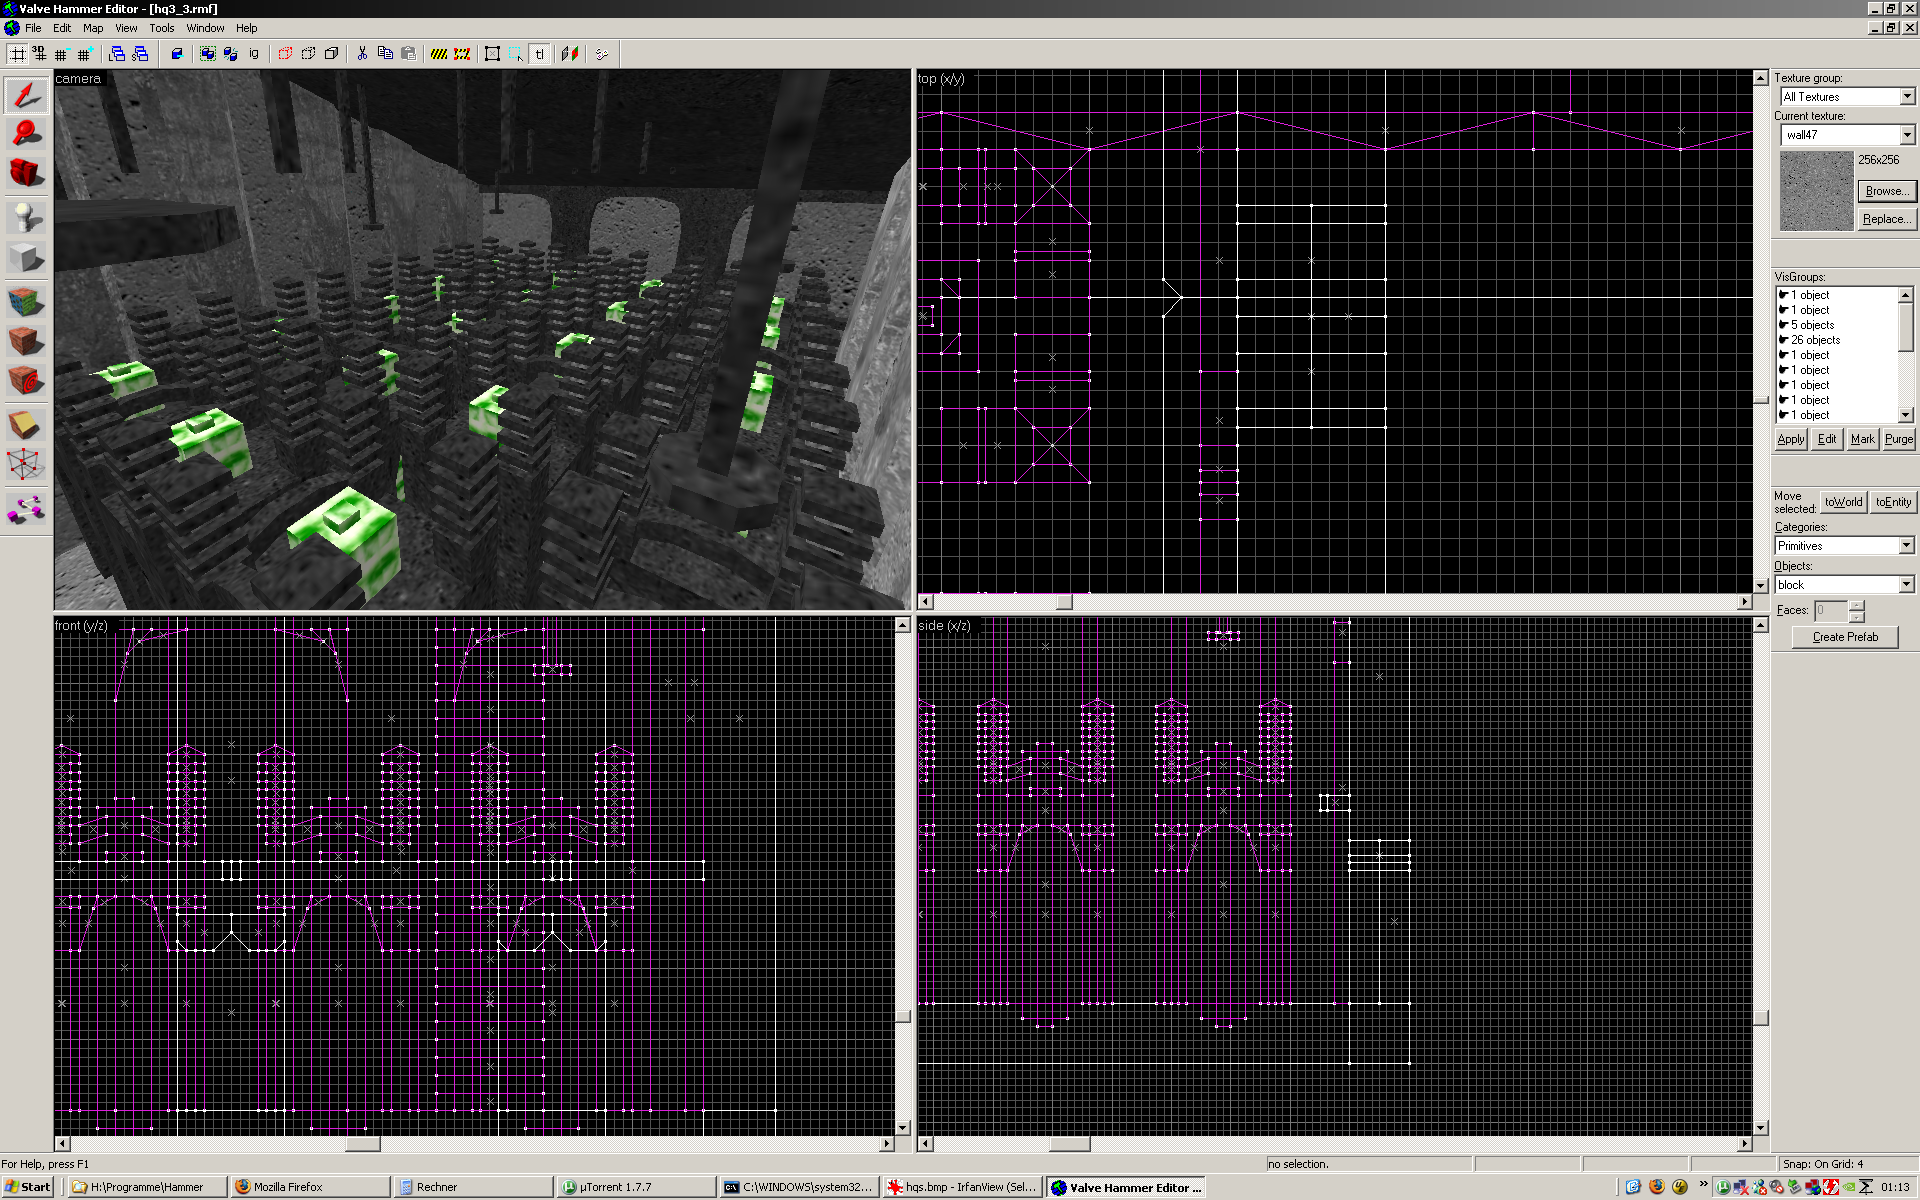 Valve Hammer Editor - [hq3_3.rmf]
File Edit Map View Tools Window Help
3D
ig
tl
camera
top (x/y)
front (y/z)
side (x/z)
Texture group:
All Textures
Current texture:
wall47
256x256
Browse...
Replace...
VisGroups:
1 object
1 object
5 objects
26 objects
1 object
1 object
1 object
1 object
1 object
Apply Edit Mark Purge
Move selected:
toWorld toEntity
Categories:
Primitives
Objects:
block
Faces: 0
Create Prefab
For Help, press F1
no selection.
Snap: On Grid: 4
Start
H:\Programme\Hammer
Mozilla Firefox
Rechner
µTorrent 1.7.7
C:\WINDOWS\system32...
hqs.bmp - IrfanView (Sel...
Valve Hammer Editor ...
01:13